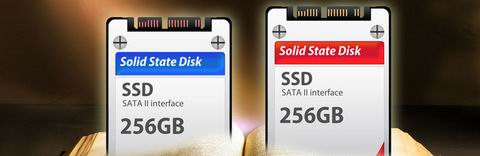 Solid State Disk
SSD
SATA II interface
256GB
Solid State Disk
SSD
SATA II interface
256GB